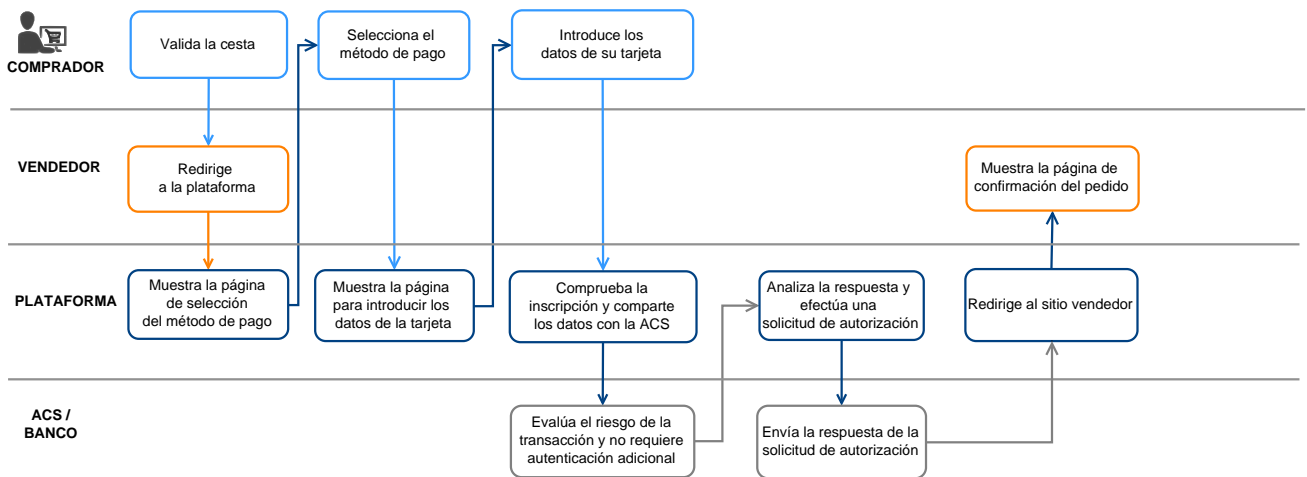 COMPRADOR
Valida la cesta
Selecciona el
método de pago
Introduce los
datos de su tarjeta
VENDEDOR
Redirige
a la plataforma
Muestra la página de
confirmación del pedido
PLATAFORMA
Muestra la página
de selección
del método de pago
Muestra la página
para introducir los
datos de la tarjeta
Comprueba la
inscripción y comparte
los datos con la ACS
Analiza la respuesta y
efectúa una
solicitud de autorización
Redirige al sitio vendedor
ACS /
BANCO
Evalúa el riesgo de la
transacción y no requiere
autenticación adicional
Envía la respuesta de la
solicitud de autorización